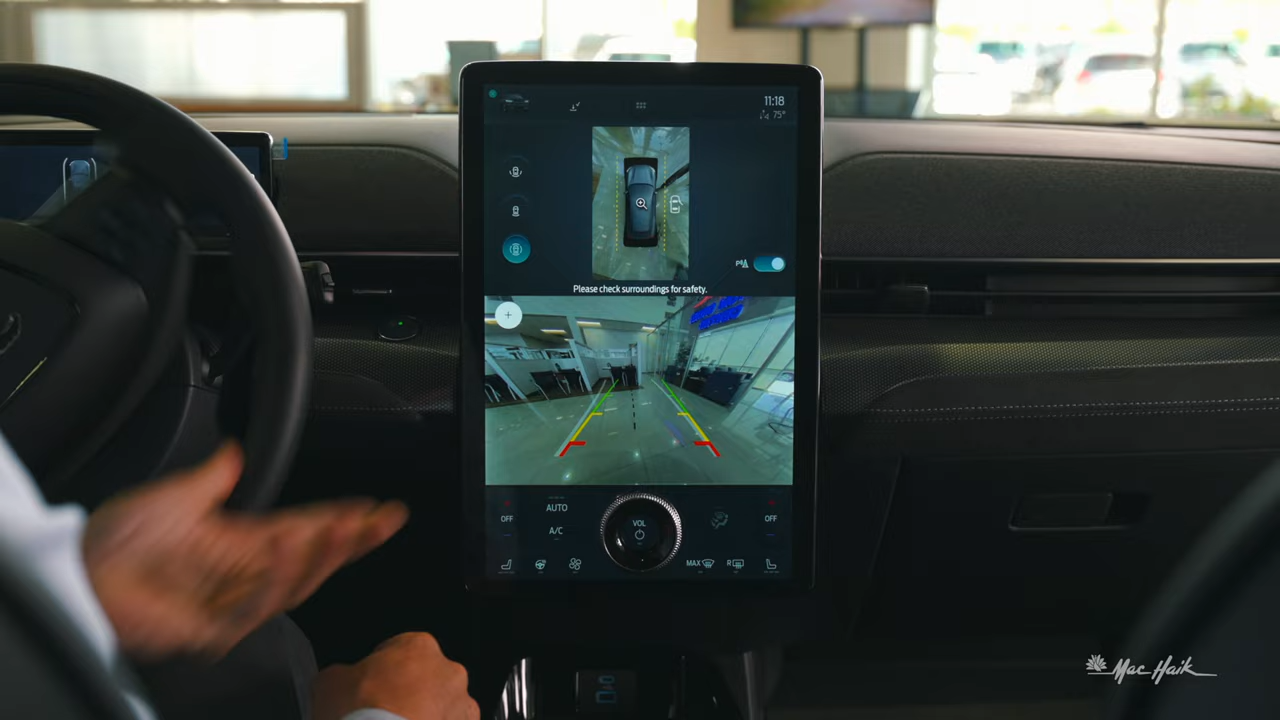 11:18
75°
Please check surroundings for safety.
OFF
AUTO
A/C
VOL
OFF
MAX
R
Mac Haik